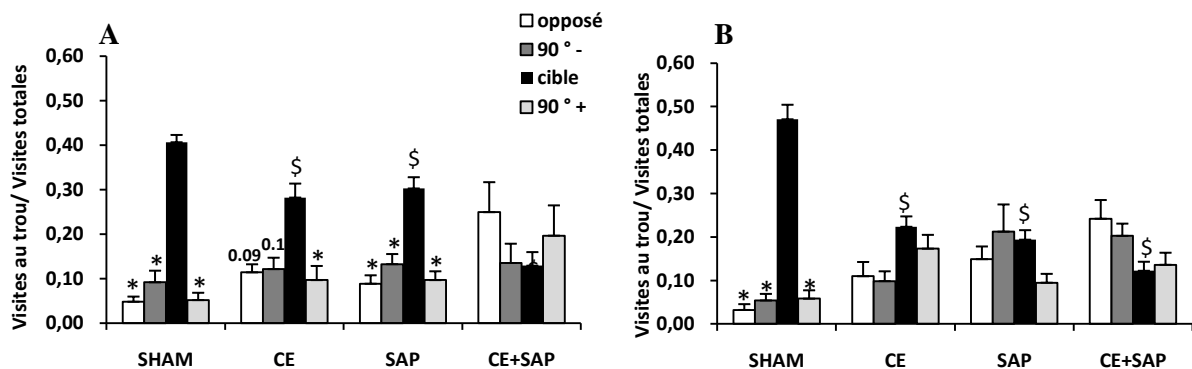 A
opposé
90 ° -
cible
90 ° +
Visites au trou/ Visites totales
0,60
0,50
0,40
0,30
0,20
0,10
0,00
* * *
0.09 0.1 $ *
* * $ *
SHAM CE SAP CE+SAP
B
Visites au trou/ Visites totales
0,60
0,50
0,40
0,30
0,20
0,10
0,00
* * *
$
$
$
SHAM CE SAP CE+SAP